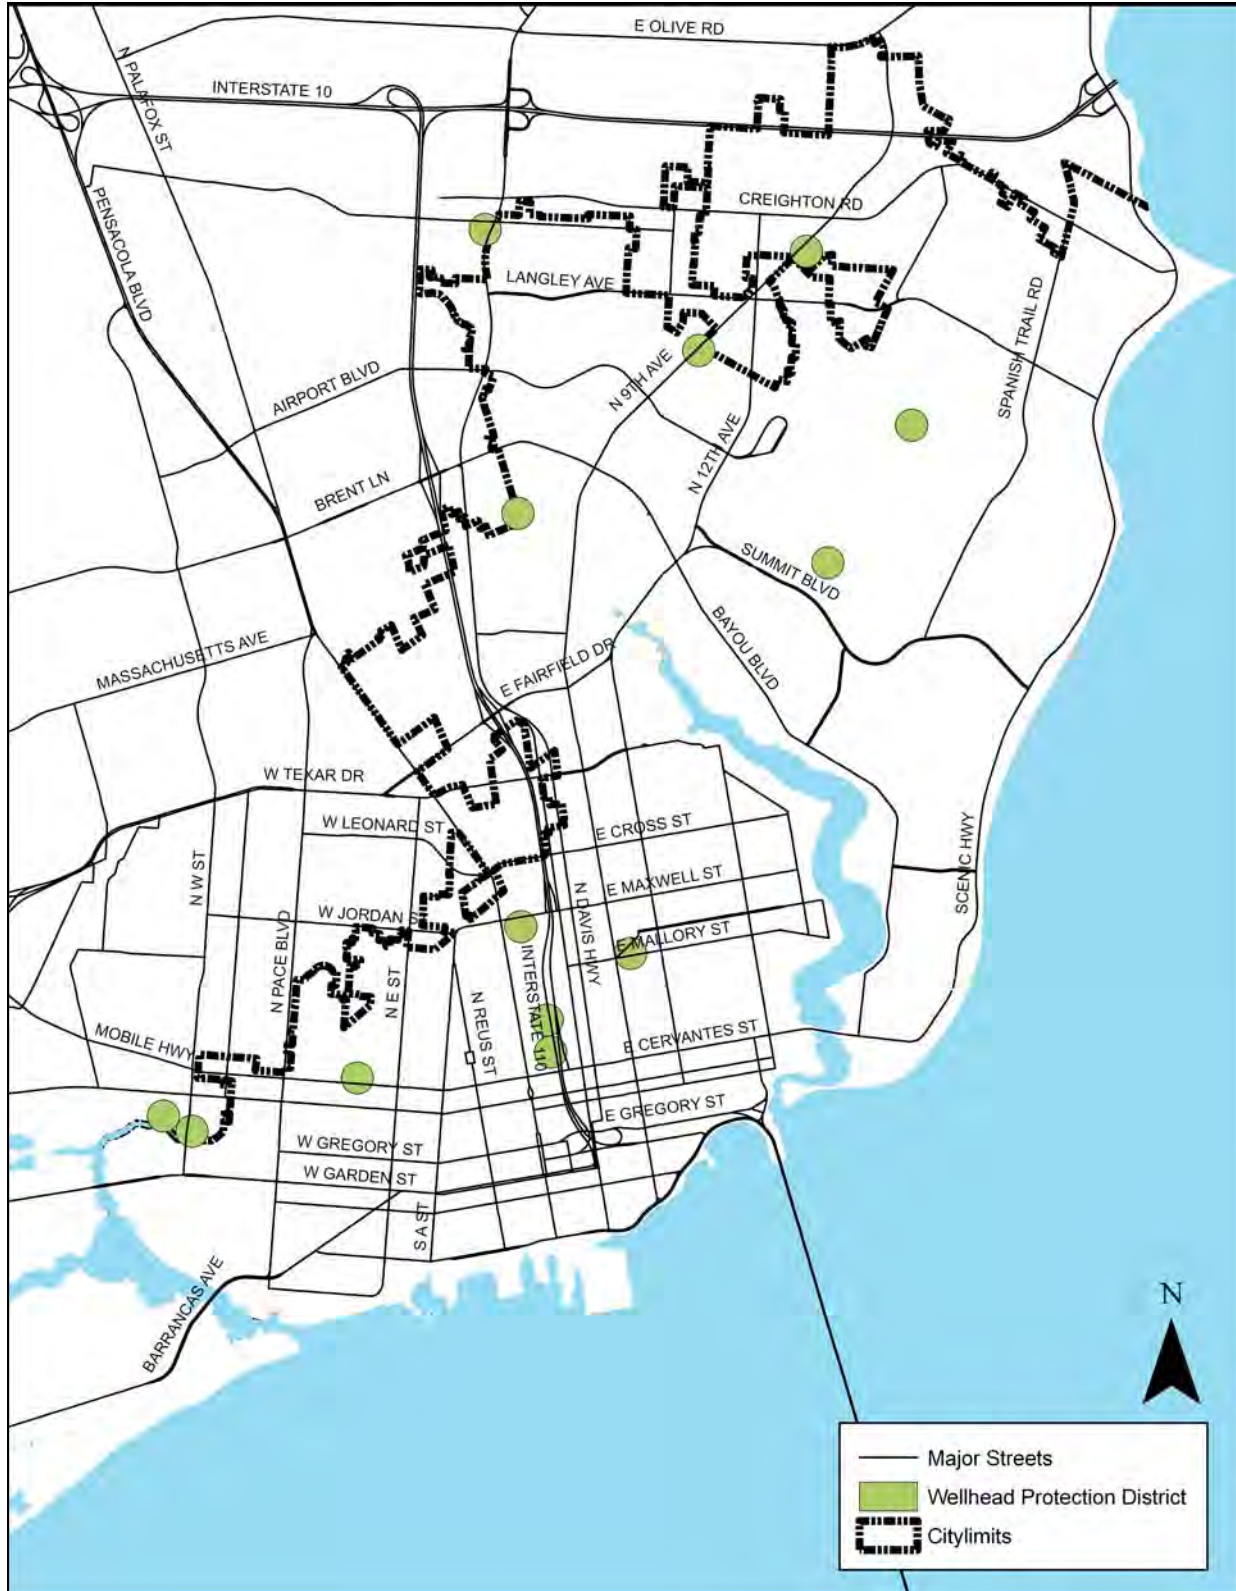 E OLIVE RD
N PALAFOX ST
INTERSTATE 10
CREIGHTON RD
PENSACOLA BLVD
LANGLEY AVE
SPANISH TRAIL RD
AIRPORT BLVD
N 9TH AVE
N 12TH AVE
BRENT LN
SUMMIT BLVD
BAYOU BLVD
MASSACHUSETTS AVE
E FAIRFIELD DR
W TEXAR DR
W LEONARD ST
E CROSS ST
SCENIC HWY
N W ST
E MAXWELL ST
N DAVIS HWY
W JORDAN S
E MALLORY ST
N PACE BLVD
INTERSTATE 110
N E ST
N REUS ST
MOBILE HWY
E CERVANTES ST
E GREGORY ST
W GREGORY ST
W GARDEN ST
S A ST
BARRANCAS AVE
N
Major Streets
Wellhead Protection District
Citylimits